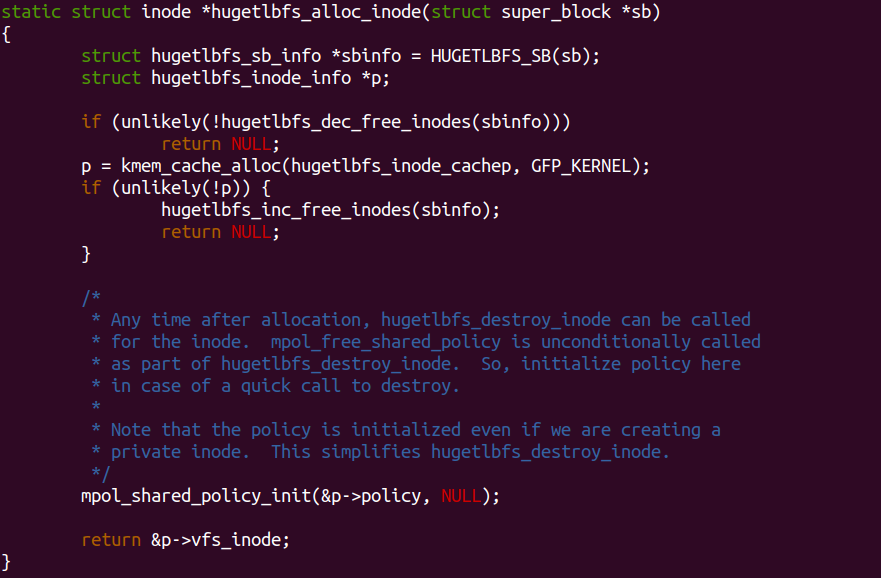 static struct inode *hugetlbfs_alloc_inode(struct super_block *sb)
{
        struct hugetlbfs_sb_info *sbinfo = HUGETLBFS_SB(sb);
        struct hugetlbfs_inode_info *p;

        if (unlikely(!hugetlbfs_dec_free_inodes(sbinfo)))
                return NULL;
        p = kmem_cache_alloc(hugetlbfs_inode_cachep, GFP_KERNEL);
        if (unlikely(!p)) {
                hugetlbfs_inc_free_inodes(sbinfo);
                return NULL;
        }

        /*
         * Any time after allocation, hugetlbfs_destroy_inode can be called
         * for the inode.  mpol_free_shared_policy is unconditionally called
         * as part of hugetlbfs_destroy_inode.  So, initialize policy here
         * in case of a quick call to destroy.
         *
         * Note that the policy is initialized even if we are creating a
         * private inode.  This simplifies hugetlbfs_destroy_inode.
         */
        mpol_shared_policy_init(&p->policy, NULL);

        return &p->vfs_inode;
}